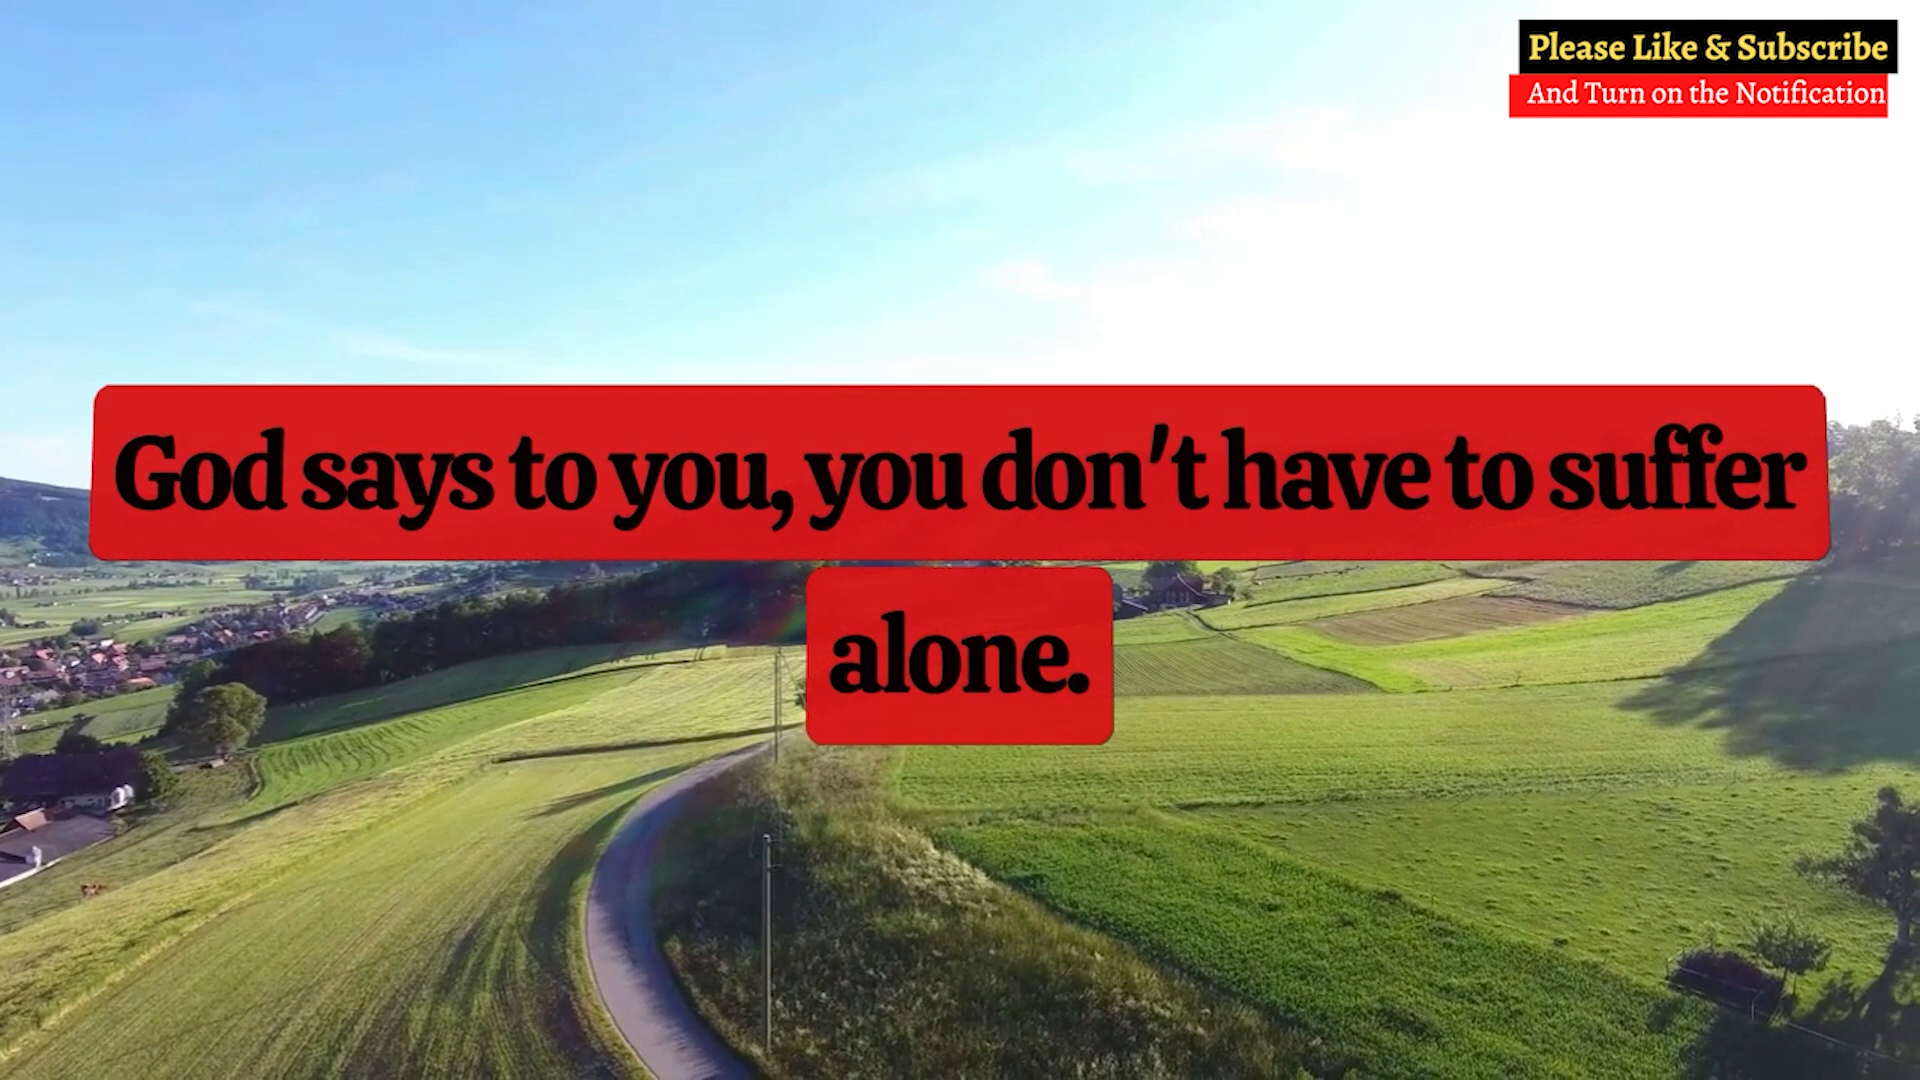 Please Like & Subscribe
And Turn on the Notification
God says to you, you don't have to suffer
alone.